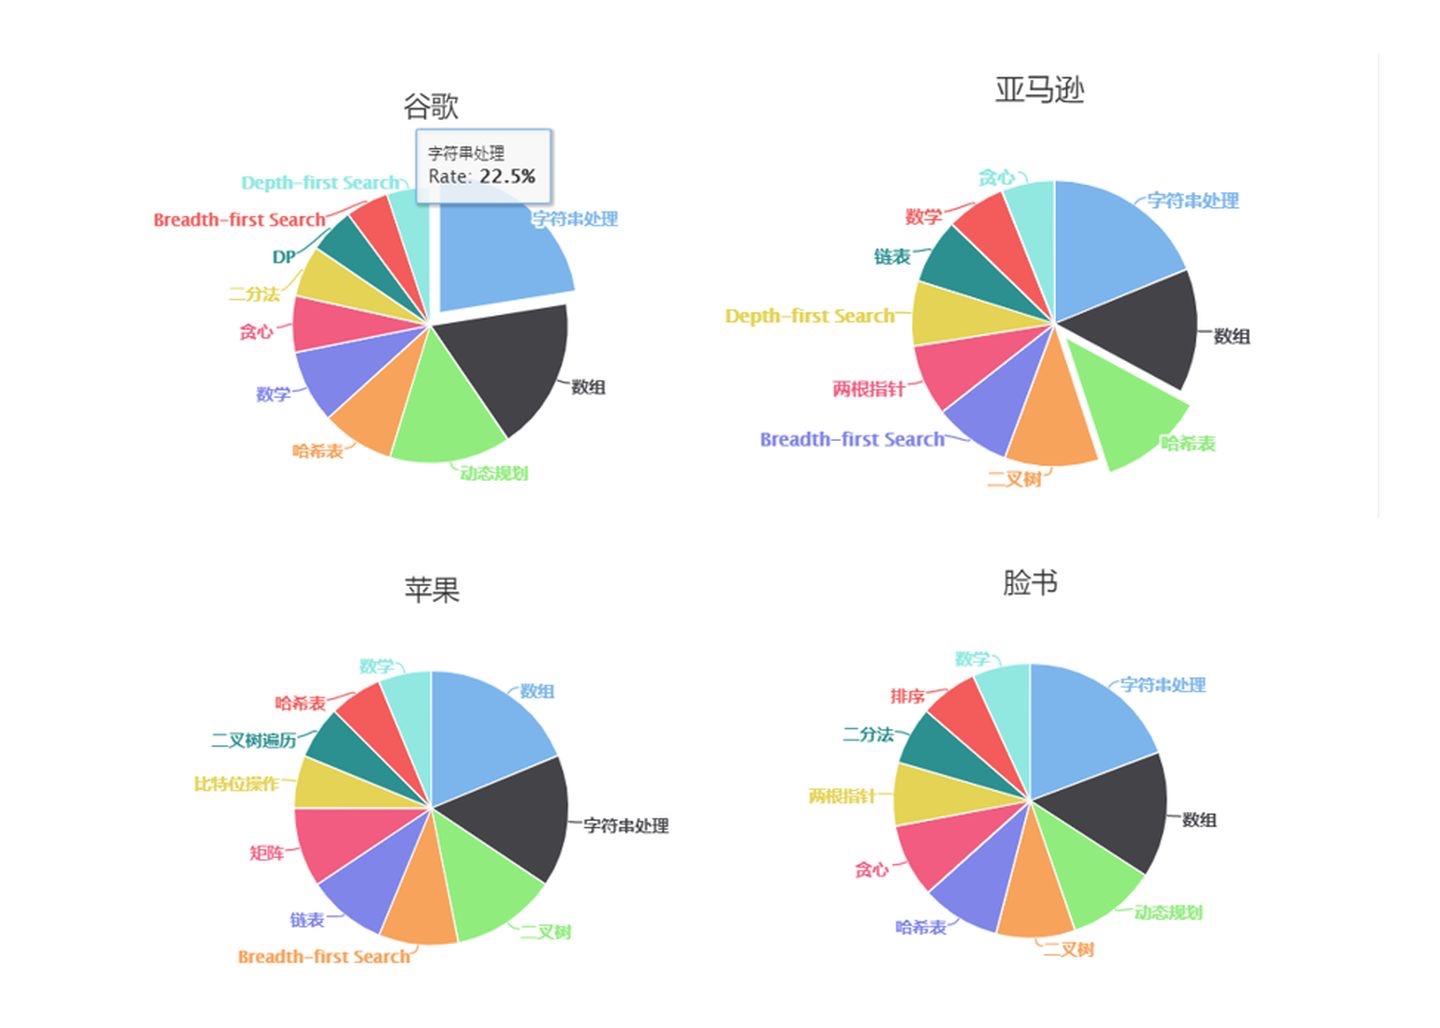 谷歌
字符串处理
Rate: 22.5%
Depth-first Search
Breadth-first Search
DP
二分法
贪心
数学
哈希表
动态规划
数组
字符串处理
亚马逊
贪心
数学
链表
Depth-first Search
两根指针
Breadth-first Search
二叉树
哈希表
数组
字符串处理
苹果
数学
哈希表
二叉树遍历
比特位操作
矩阵
链表
Breadth-first Search
二叉树
字符串处理
数组
脸书
数学
排序
二分法
两根指针
贪心
哈希表
二叉树
动态规划
数组
字符串处理